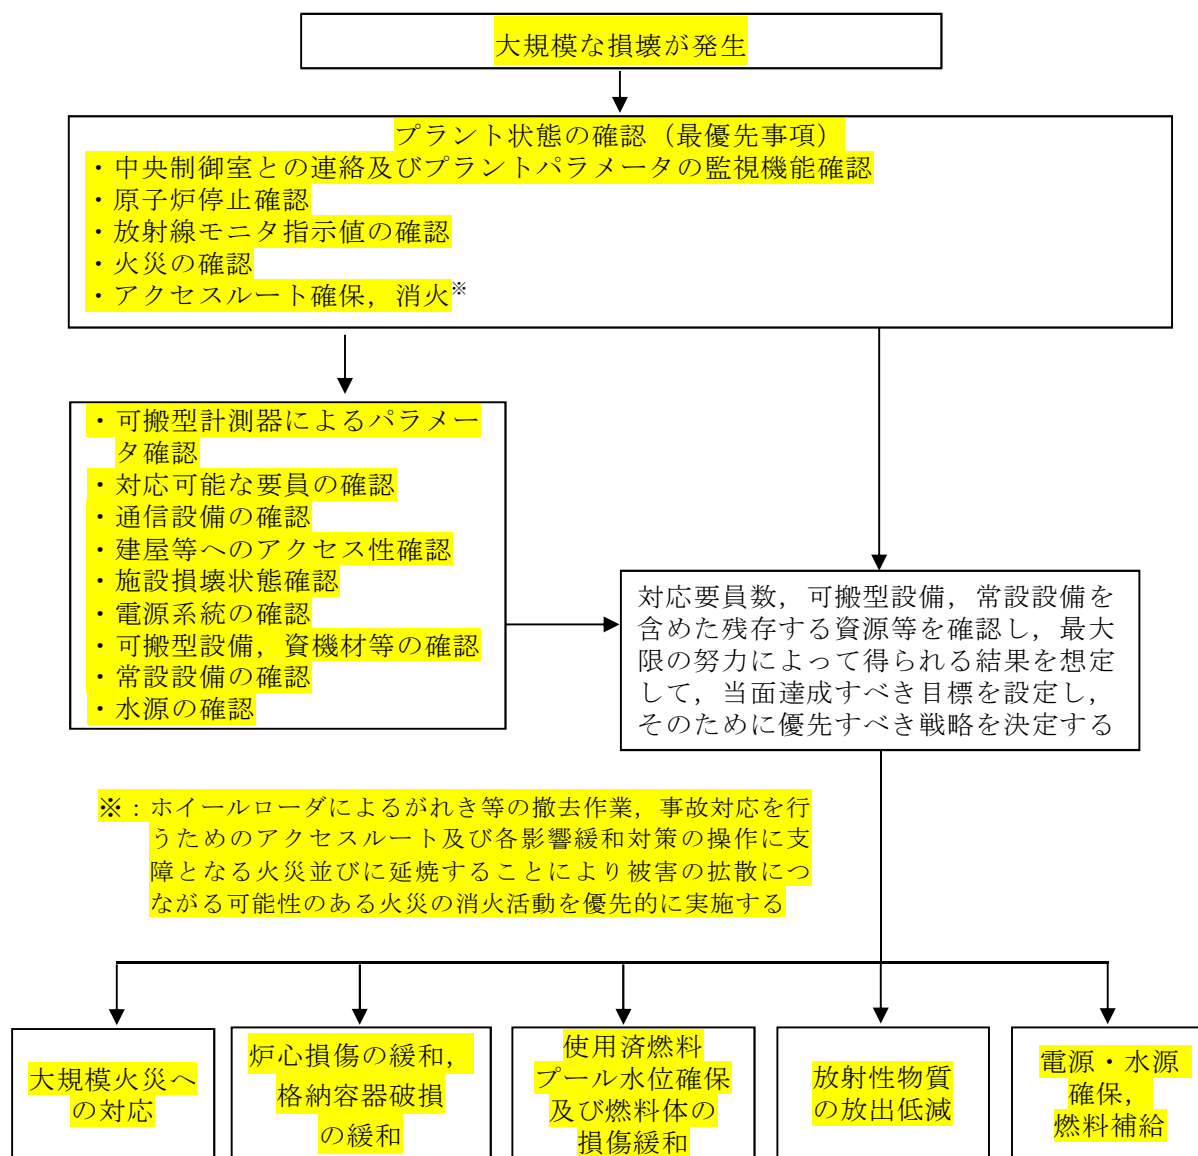 大規模な損壊が発生
プラント状態の確認（最優先事項）
・中央制御室との連絡及びプラントパラメータの監視機能確認
・原子炉停止確認
・放射線モニタ指示値の確認
・火災の確認
・アクセスルート確保，消火※
・可搬型計測器によるパラメー
タ確認
・対応可能な要員の確認
・通信設備の確認
・建屋等へのアクセス性確認
・施設損壊状態確認
・電源系統の確認
・可搬型設備，資機材等の確認
・常設設備の確認
・水源の確認
対応要員数，可搬型設備，常設設備を
含めた残存する資源等を確認し，最大
限の努力によって得られる結果を想定
して，当面達成すべき目標を設定し，
そのために優先すべき戦略を決定する
※：ホイールローダによるがれき等の撤去作業，事故対応を行
うためのアクセスルート及び各影響緩和対策の操作に支
障となる火災並びに延焼することにより被害の拡散につ
ながる可能性のある火災の消火活動を優先的に実施する
大規模火災へ
の対応
炉心損傷の緩和，
格納容器破損
の緩和
使用済燃料
プール水位確保
及び燃料体の
損傷緩和
放射性物質
の放出低減
電源・水源
確保，
燃料補給